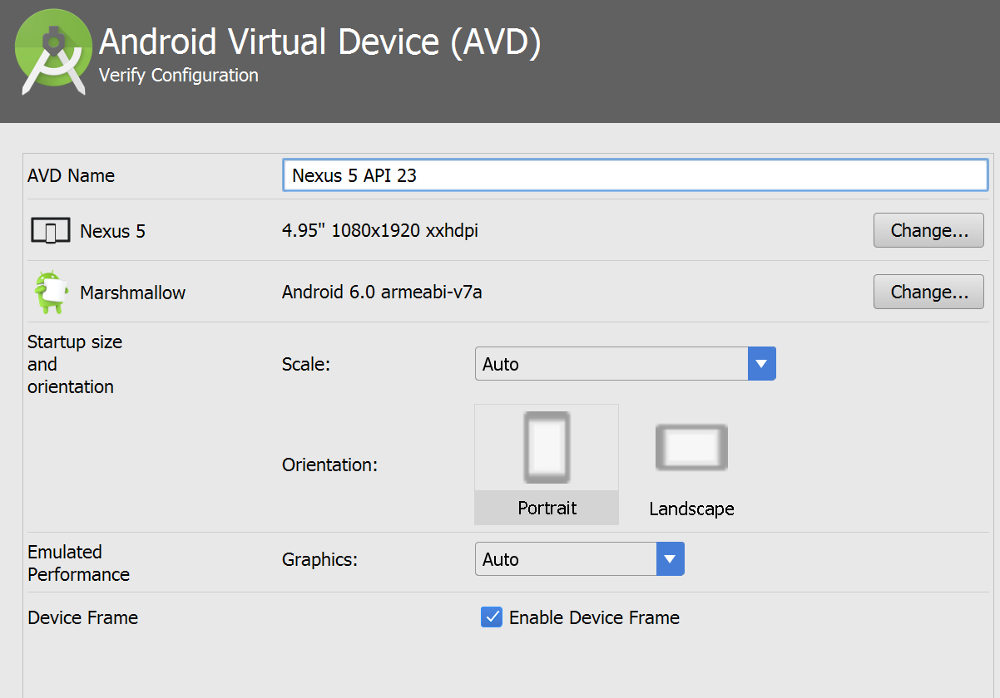 Android Virtual Device (AVD)
Verify Configuration
AVD Name
Nexus 5 API 23
Nexus 5
4.95" 1080x1920 xxhdpi
Change...
Marshmallow
Android 6.0 armeabi-v7a
Change...
Startup size
and
orientation
Scale:
Auto
Orientation:
Portrait
Landscape
Emulated
Performance
Graphics:
Auto
Device Frame
Enable Device Frame